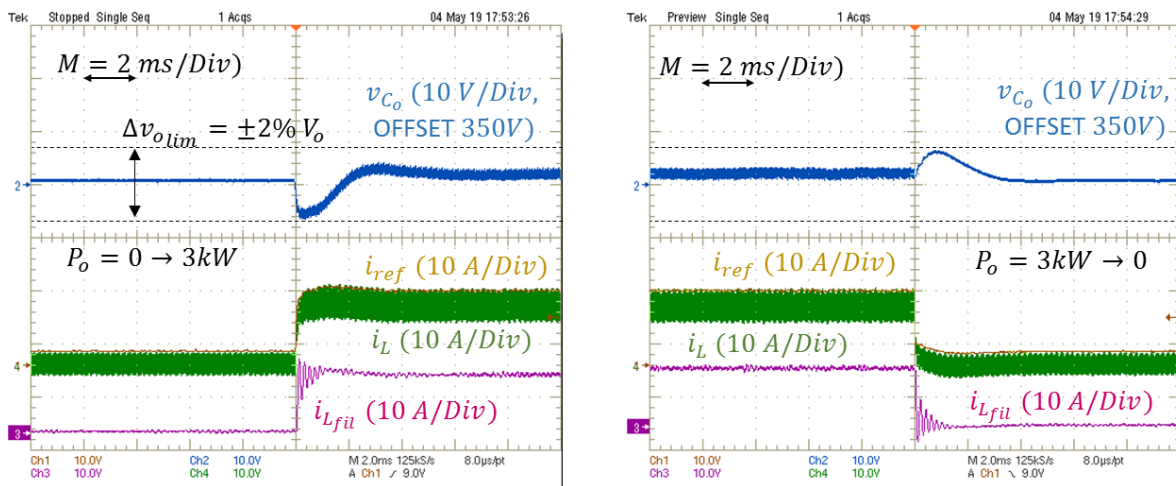 Tek Stopped Single Seq 1 Acqs 04 May 19 17:53:26
M = 2 ms/Div)
v_{C_o} (10 V/Div,
OFFSET 350V)
Δv_{o_{lim}} = ±2% V_o
2
P_o = 0 → 3kW
i_{ref} (10 A/Div)
i_L (10 A/Div)
4
i_{L_{fil}} (10 A/Div)
3
Ch1 10.0V Ch2 10.0V M 2.0ms 125kS/s 8.0µs/pt
Ch3 10.0V Ch4 10.0V A Ch1 ∕ 9.0V
Tek Preview Single Seq 1 Acqs 04 May 19 17:54:29
M = 2 ms/Div)
v_{C_o} (10 V/Div,
OFFSET 350V)
2
i_{ref} (10 A/Div)
P_o = 3kW → 0
i_L (10 A/Div)
4
i_{L_{fil}} (10 A/Div)
3
Ch1 10.0V Ch2 10.0V M 2.0ms 125kS/s 8.0µs/pt
Ch3 10.0V Ch4 10.0V A Ch1 ∕ 9.0V